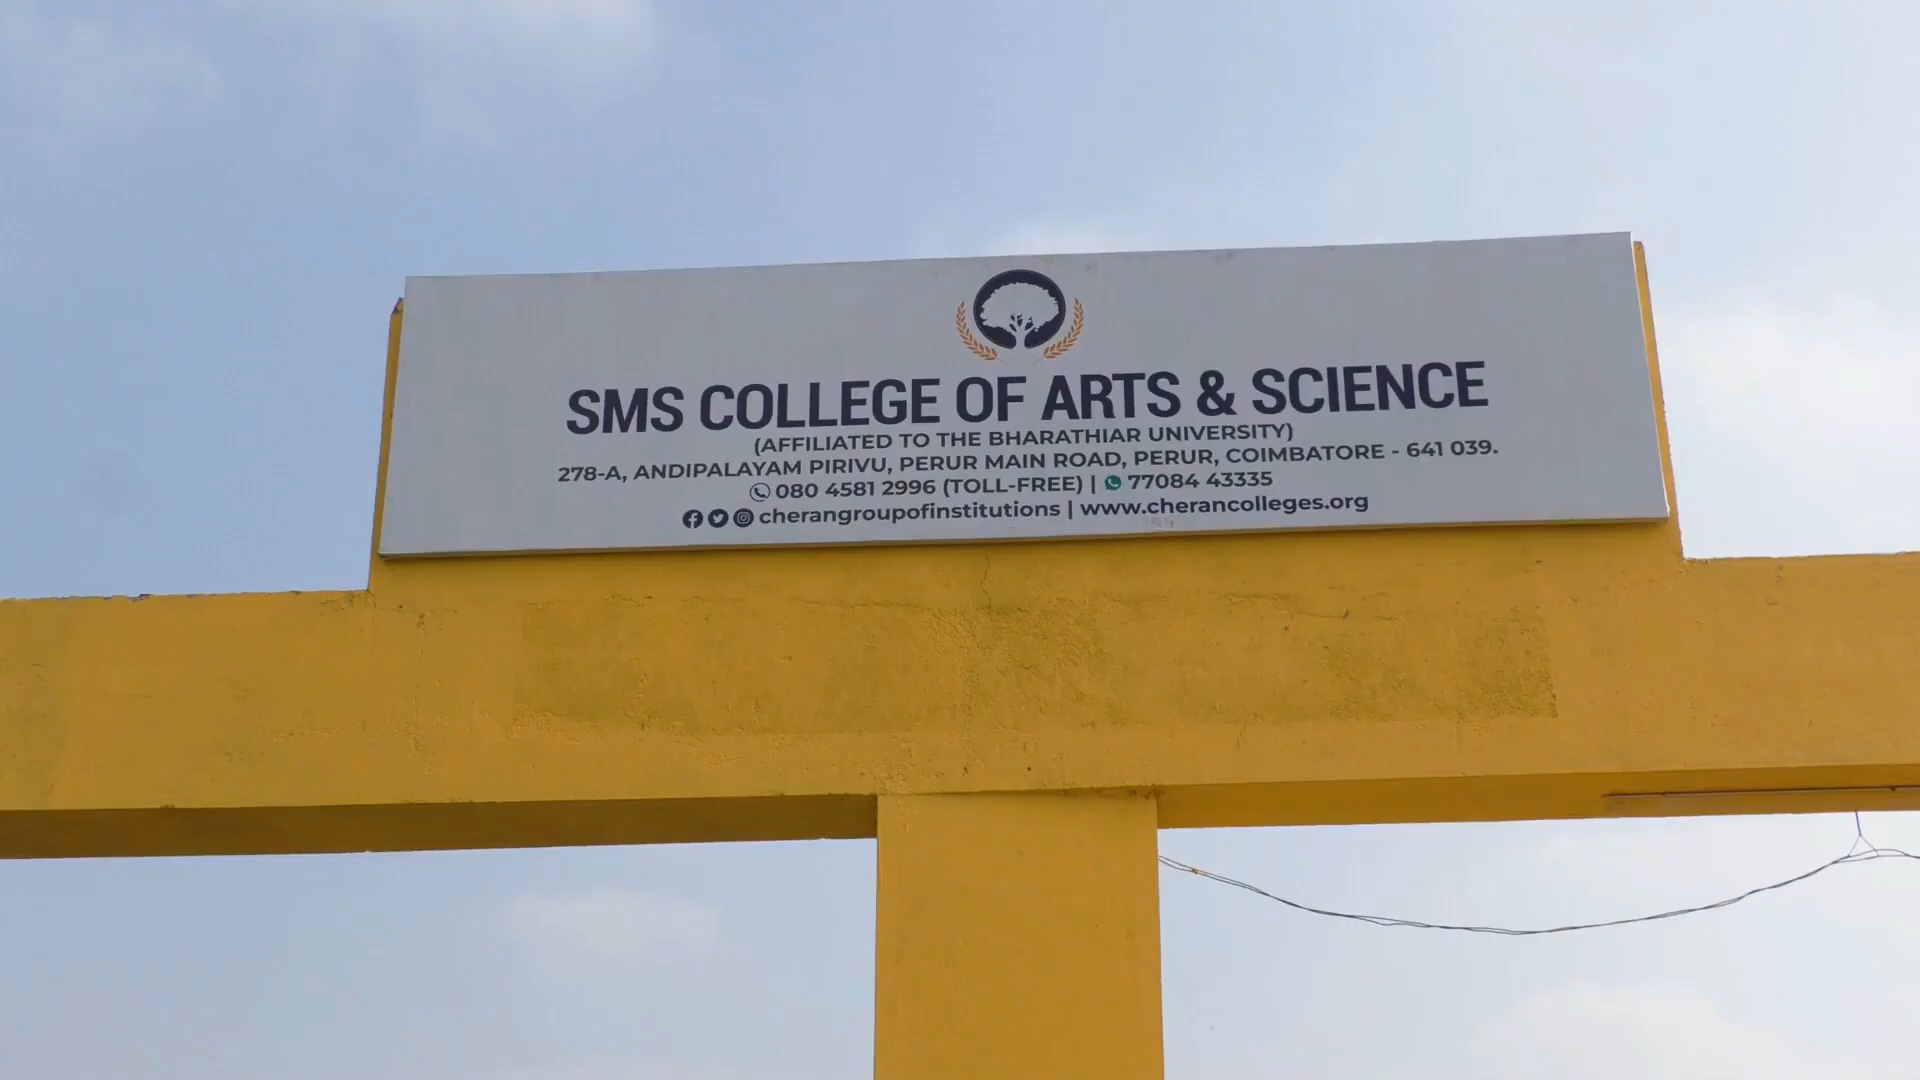 SMS COLLEGE OF ARTS & SCIENCE
(AFFILIATED TO THE BHARATHIAR UNIVERSITY)
278-A, ANDIPALAYAM PIRIVU, PERUR MAIN ROAD, PERUR, COIMBATORE - 641 039.
080 4581 2996 (TOLL-FREE) | 77084 43335
cherangroupofinstitutions | www.cherancolleges.org